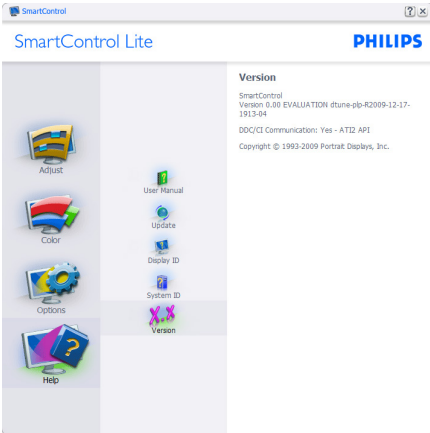 SmartControl
SmartControl Lite
PHILIPS
Adjust
Color
Options
Help
User Manual
Update
Display ID
System ID
X.X
Version
Version
SmartControl
Version 0.00 EVALUATION dtune-plp-R2009-12-17-
1913-04
DDC/CI Communication: Yes - ATI2 API
Copyright © 1993-2009 Portrait Displays, Inc.